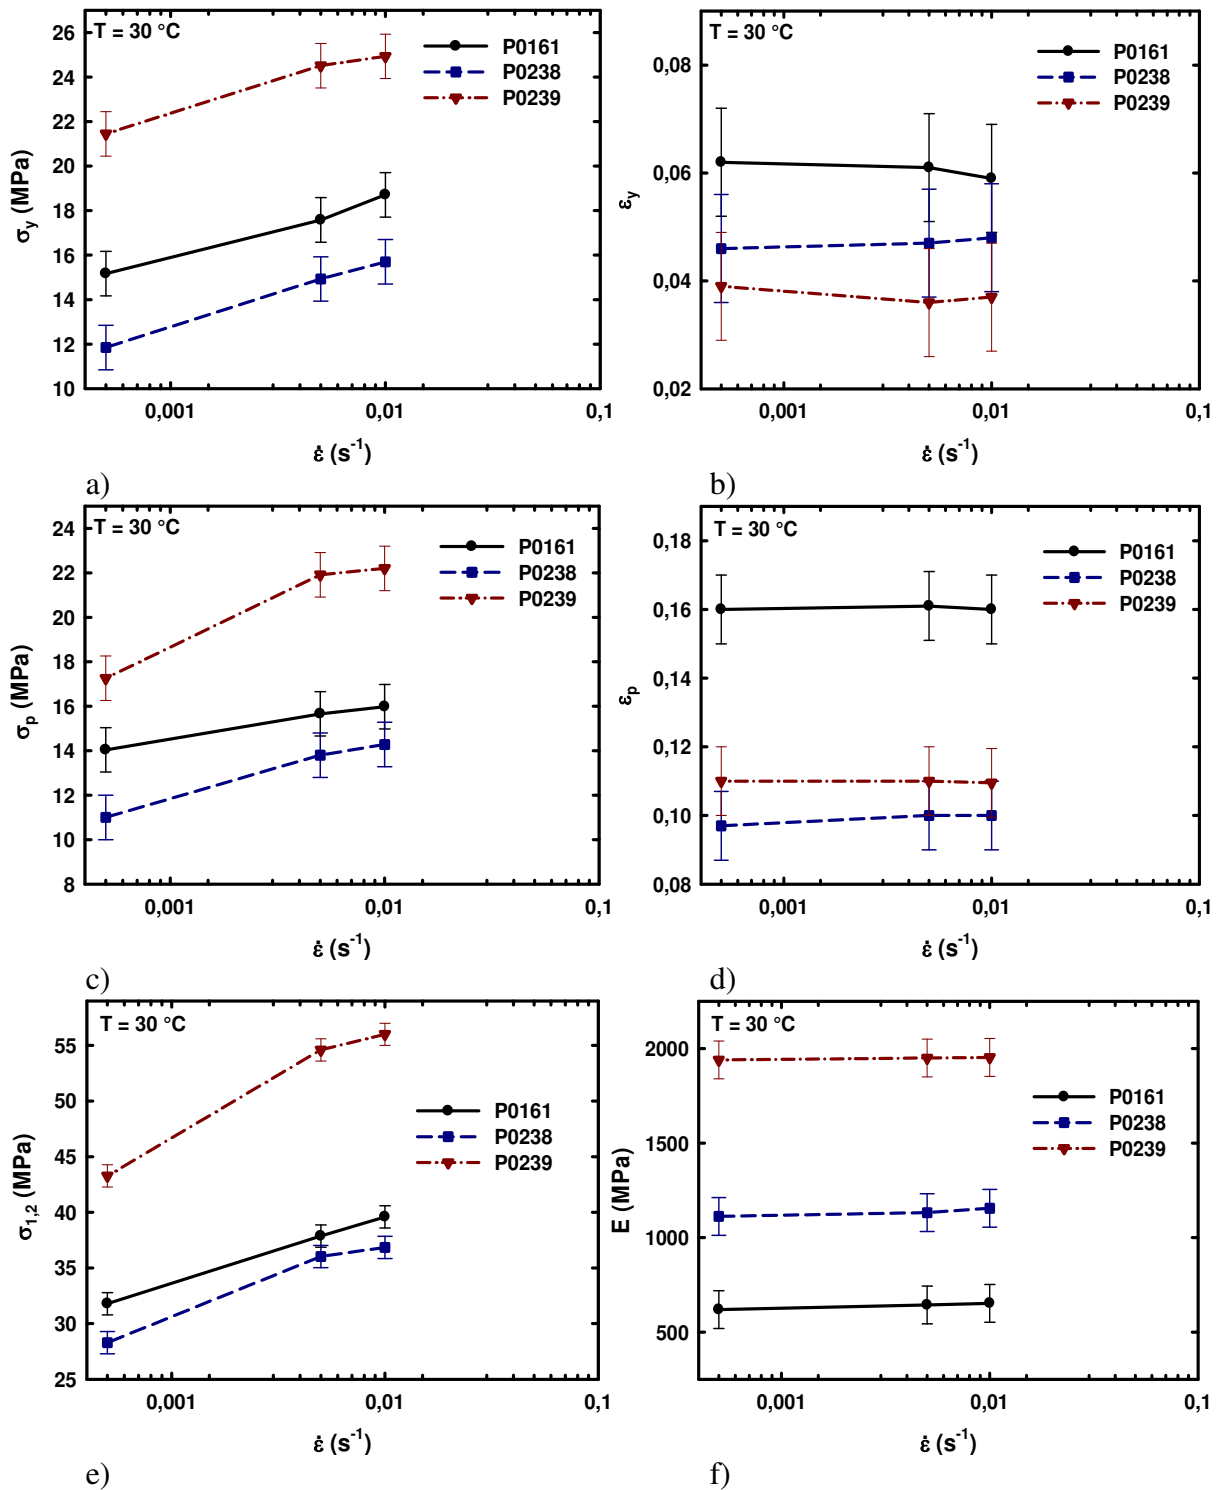 T = 30 °C
P0161
P0238
P0239
σy (MPa)
26
24
22
20
18
16
14
12
10
0,001
0,01
0,1
ε̇ (s-1)
a)
T = 30 °C
P0161
P0238
P0239
εy
0,08
0,06
0,04
0,02
0,001
0,01
0,1
ε̇ (s-1)
b)
T = 30 °C
P0161
P0238
P0239
σp (MPa)
24
22
20
18
16
14
12
10
8
0,001
0,01
0,1
ε̇ (s-1)
c)
T = 30 °C
P0161
P0238
P0239
εp
0,18
0,16
0,14
0,12
0,10
0,08
0,001
0,01
0,1
ε̇ (s-1)
d)
T = 30 °C
P0161
P0238
P0239
σ1,2 (MPa)
55
50
45
40
35
30
25
0,001
0,01
0,1
ε̇ (s-1)
e)
T = 30 °C
P0161
P0238
P0239
E (MPa)
2000
1500
1000
500
0,001
0,01
0,1
ε̇ (s-1)
f)